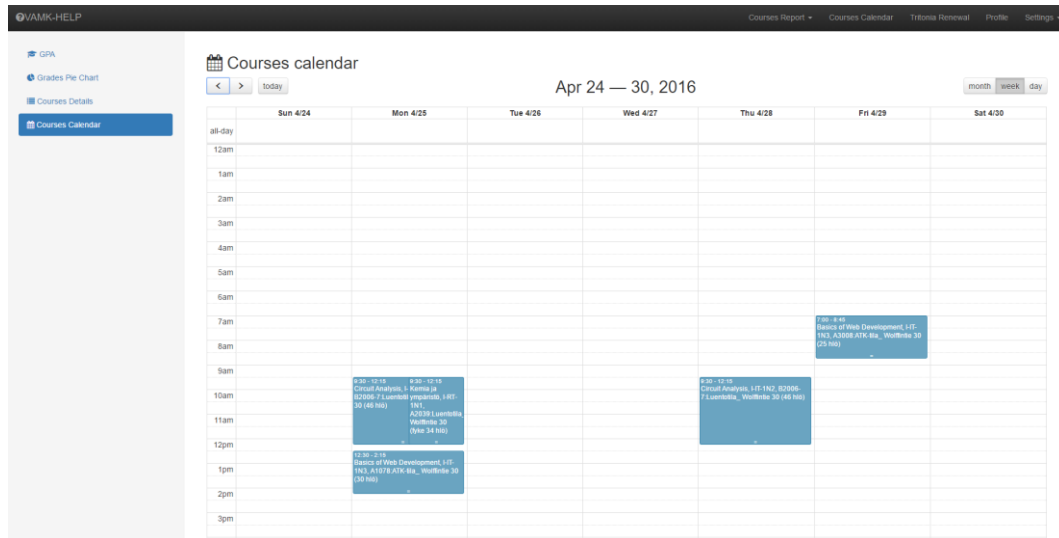 VAMK-HELP
Courses Report
Courses Calendar
Tritonia Renewal
Profile
Settings
GPA
Grades Pie Chart
Courses Details
Courses Calendar
Courses calendar
today
Apr 24 — 30, 2016
month week day
Sun 4/24
Mon 4/25
Tue 4/26
Wed 4/27
Thu 4/28
Fri 4/29
Sat 4/30
all-day
12am
1am
2am
3am
4am
5am
6am
7am
7:00 - 8:45
Basics of Web Development, I-IT-
1N3, A3008:ATK-tila_ Wolffintie 30
(25 hlö)
8am
9am
9:30 - 12:15
Circuit Analysis, I-
B2006-7:Luentotil
30 (46 hlö)
9:30 - 12:15
Kemia ja
ympäristö, I-RT-
1N1,
A2039:Luentotila_
Wolffintie 30
(fyke 34 hlö)
9:30 - 12:15
Circuit Analysis, I-IT-1N2, B2006-
7:Luentotila_ Wolffintie 30 (46 hlö)
10am
11am
12pm
12:30 - 2:15
Basics of Web Development, I-IT-
1N3, A1078:ATK-tila_ Wolffintie 30
(30 hlö)
1pm
2pm
3pm